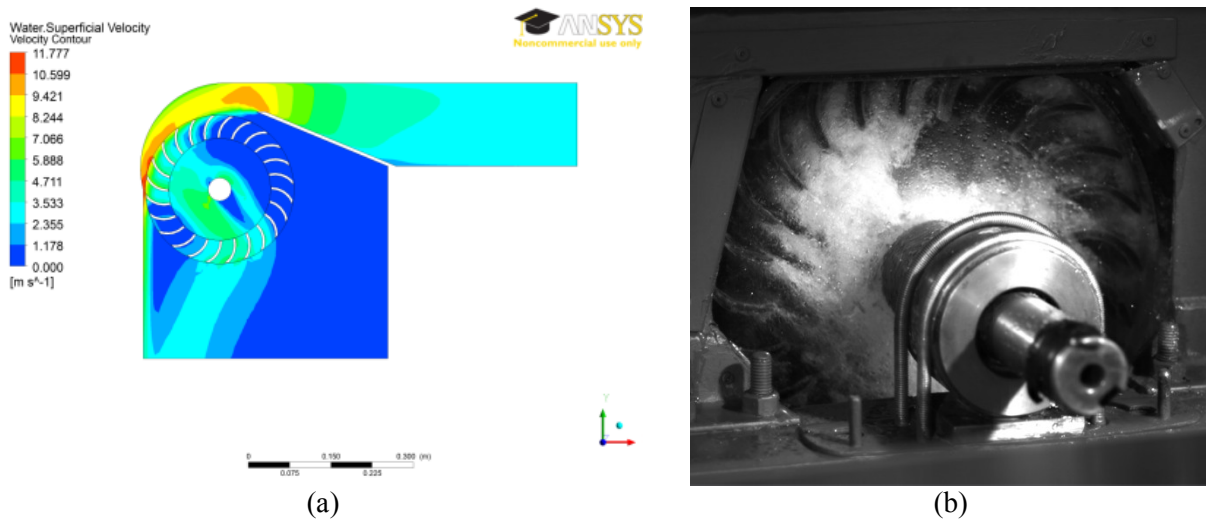 Water.Superficial Velocity
Velocity Contour
11.777
10.599
9.421
8.244
7.066
5.888
4.711
3.533
2.355
1.178
0.000
[m s^-1]
ANSYS
Noncommercial use only
Y
0 0.150 0.300 (m)
0.075 0.225
(a) (b)